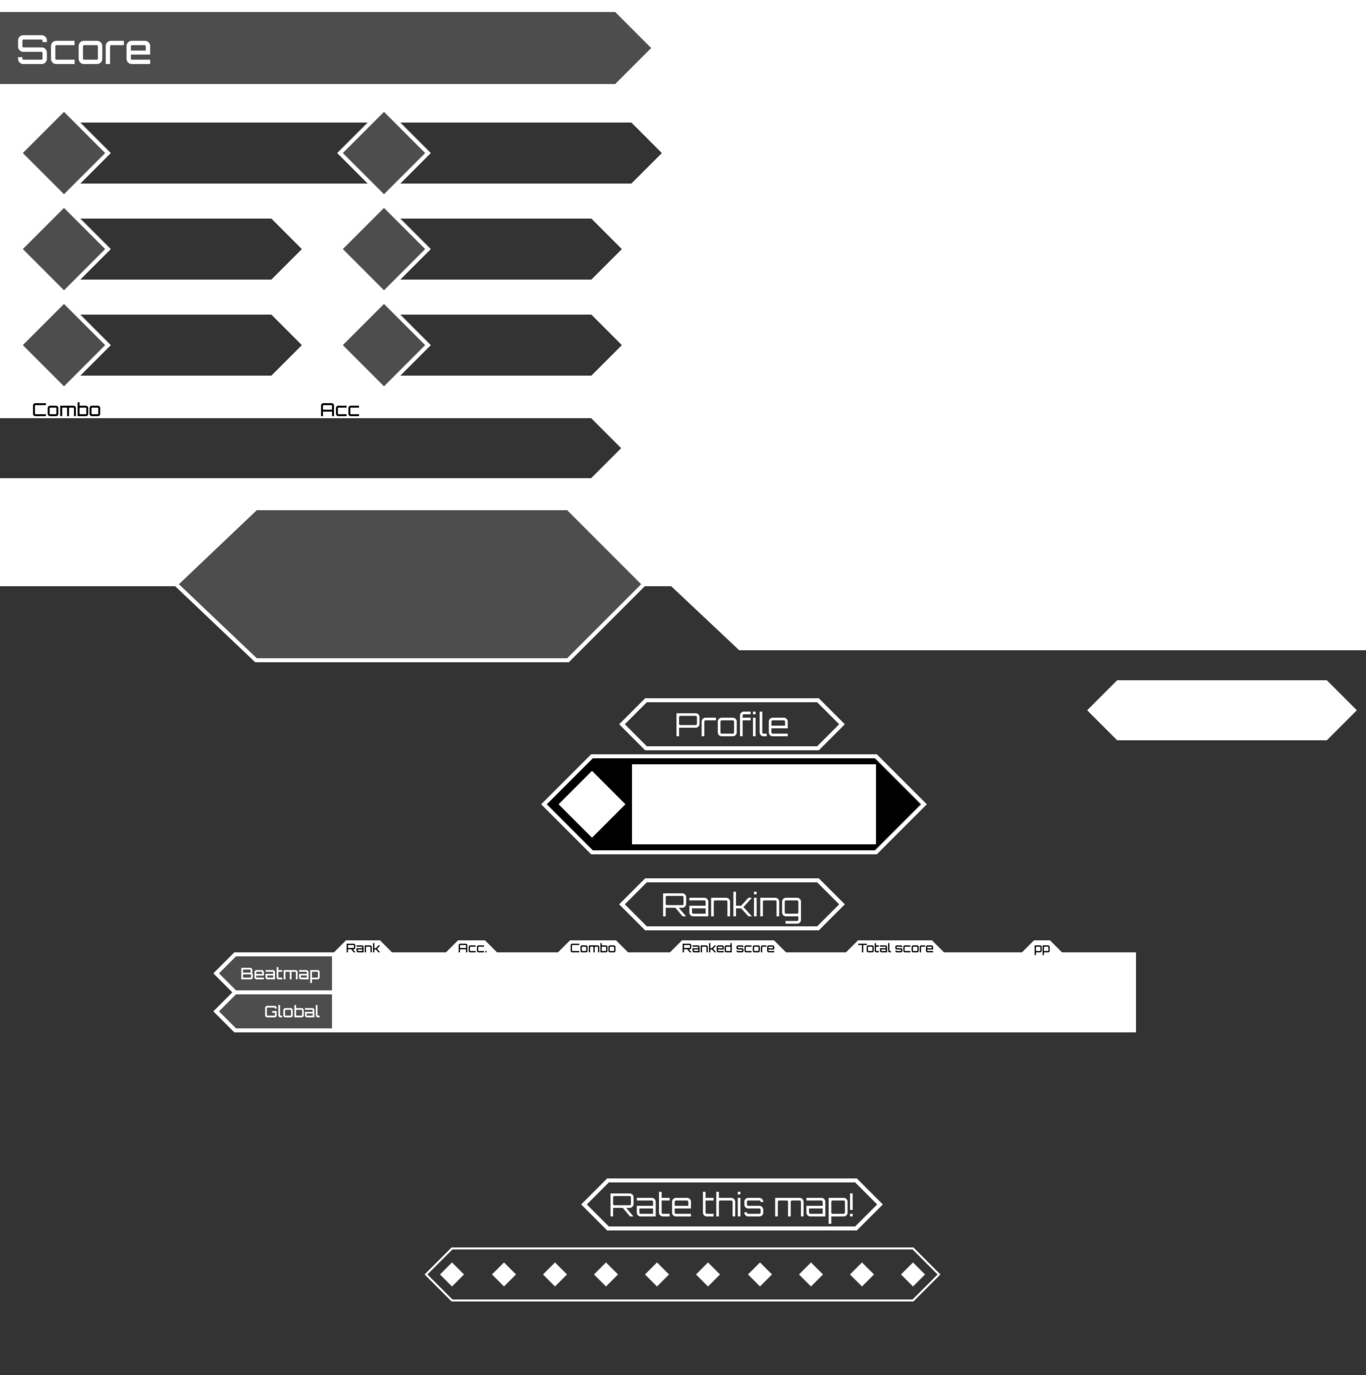 Score
Combo
Acc
Profile
Ranking
Rank
Acc.
Combo
Ranked score
Total score
pp
Beatmap
Global
Rate this map!